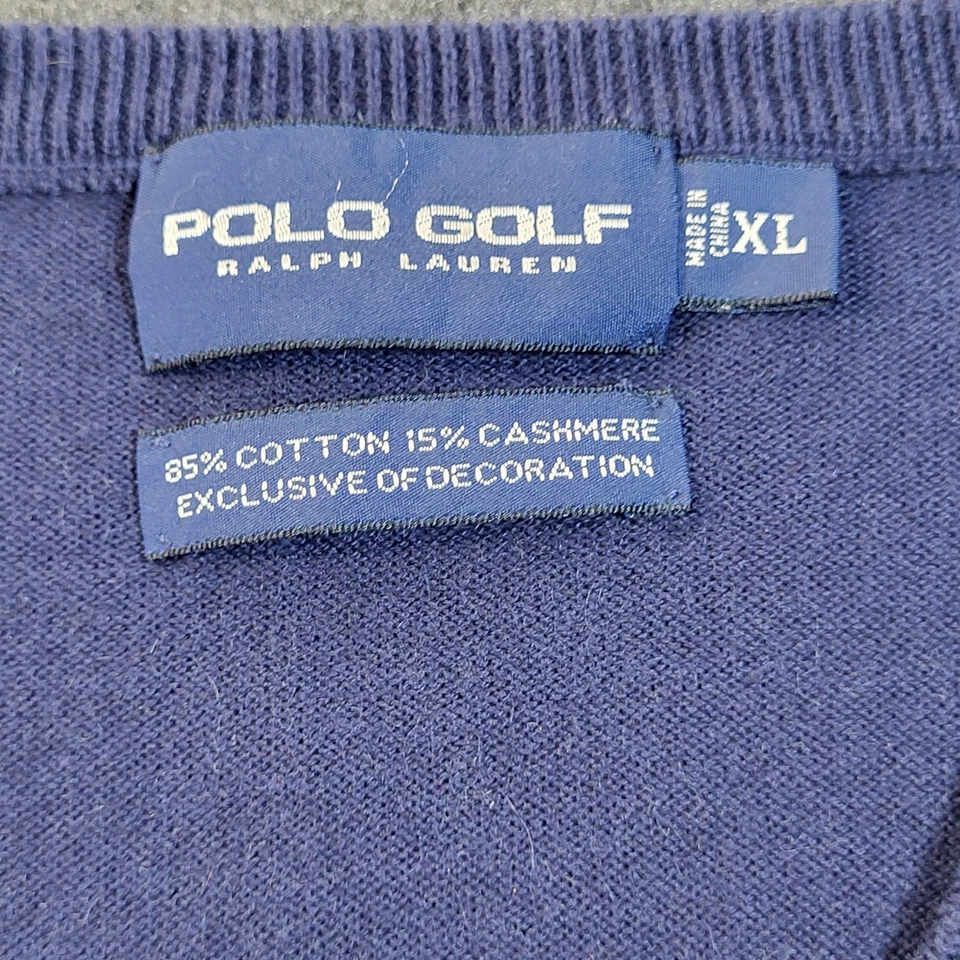 POLO GOLF
RALPH LAUREN
MADE IN
CHINA
XL
85% COTTON 15% CASHMERE
EXCLUSIVE OF DECORATION